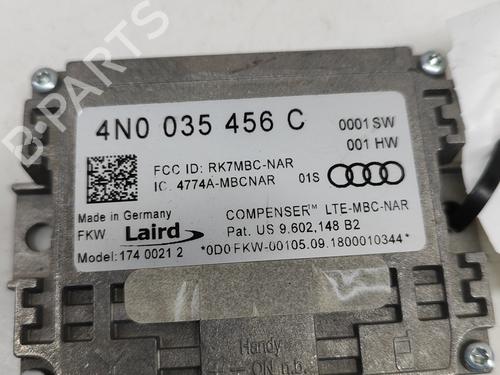 4N0 035 456 C
0001 SW
001 HW
FCC ID: RK7MBC-NAR
IC: 4774A-MBCNAR 01S
Made in Germany
FKW Laird
Model: 174 0021 2
COMPENSER™ LTE-MBC-NAR
Pat. US 9.602.148 B2
*0D0 FKW-00105.09.1800010344*
Handy
ON n.b.
B-PARTS